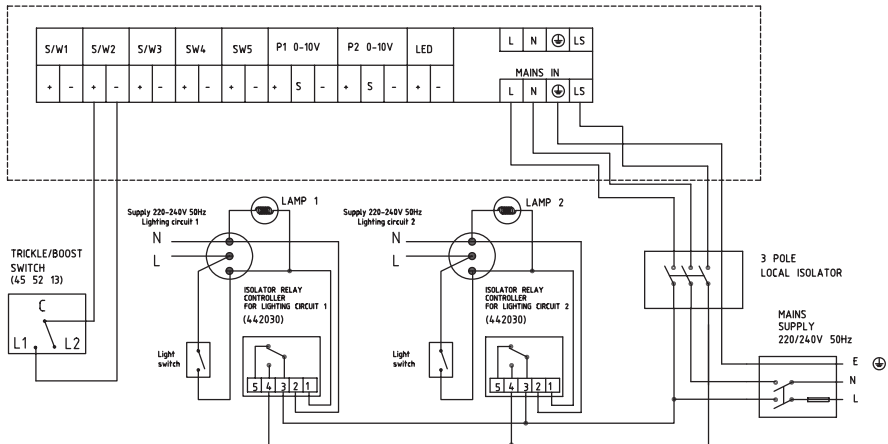 S/W1 S/W2 S/W3 SW4 SW5 P1 0-10V P2 0-10V LED
L N LS
MAINS IN
+ - + - + - + - + - + S - + S - + - L N LS
LAMP 1
Supply 220-240V 50Hz
Lighting circuit 1
N
L
LAMP 2
Supply 220-240V 50Hz
Lighting circuit 2
N
L
TRICKLE/BOOST
SWITCH
(45 52 13)
C
L1 L2
ISOLATOR RELAY
CONTROLLER
FOR LIGHTING CIRCUIT 1
(442030)
Light
switch
5 4 3 2 1
ISOLATOR RELAY
CONTROLLER
FOR LIGHTING CIRCUIT 2
(442030)
Light
switch
5 4 3 2 1
3 POLE
LOCAL ISOLATOR
MAINS
SUPPLY
220/240V 50Hz
E
N
L